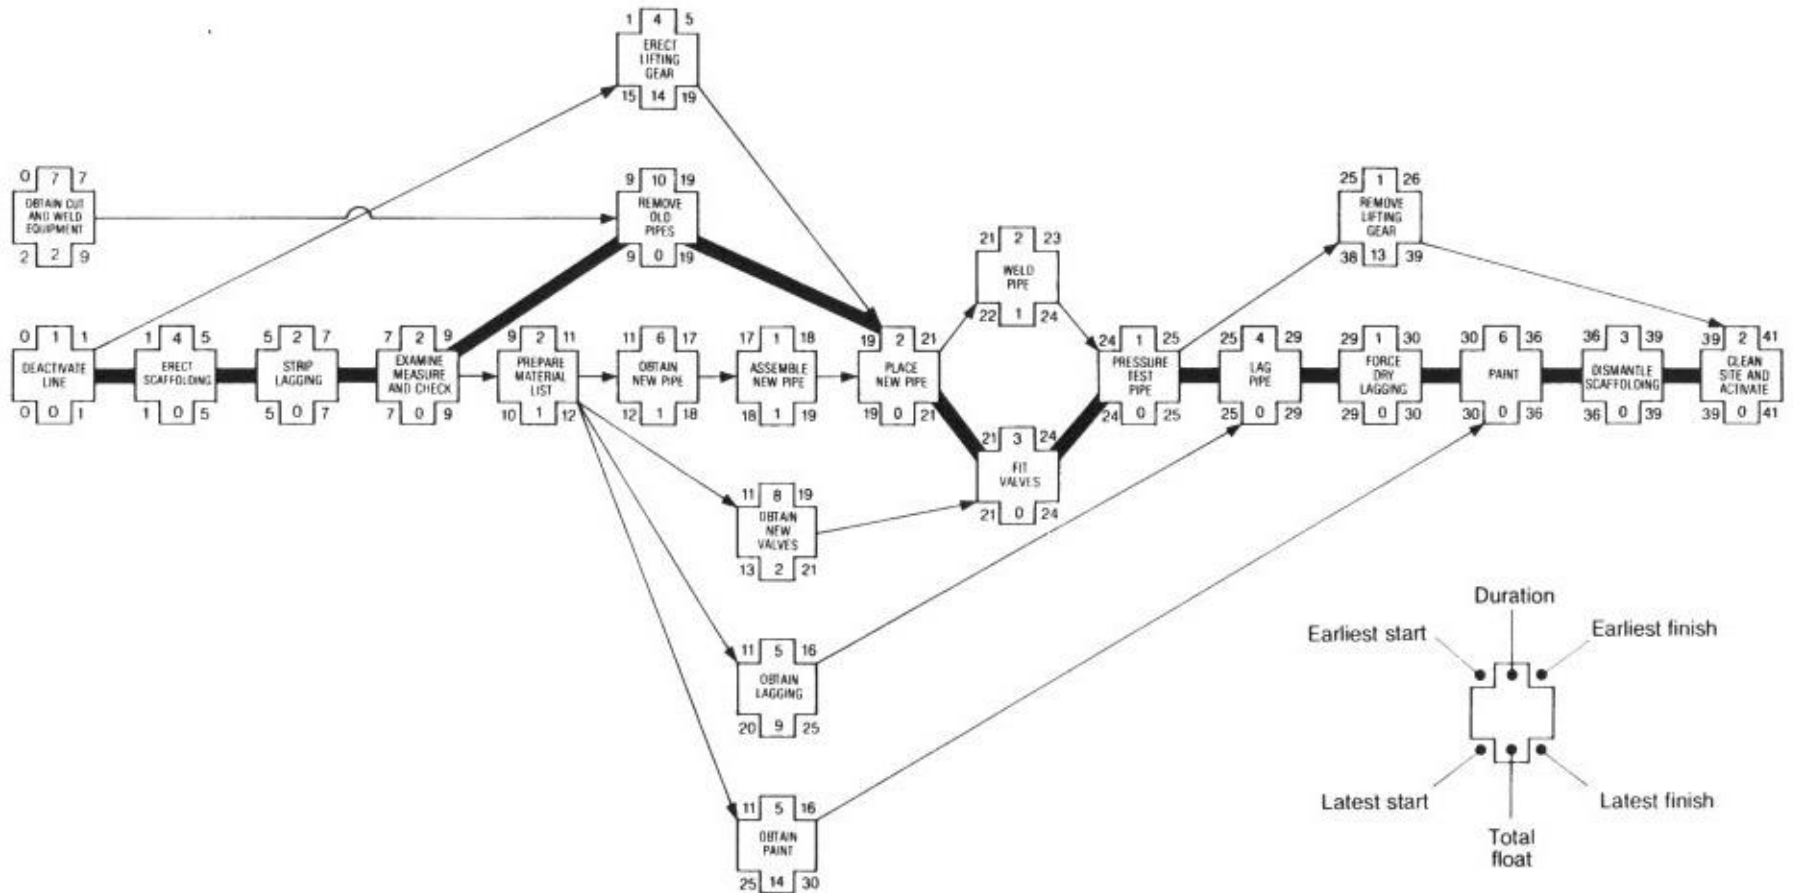 1 4 5
ERECT
LIFTING
GEAR
15 14 19
0 7 7
OBTAIN CUT
AND WELD
EQUIPMENT
2 2 9
9 10 19
REMOVE
OLD
PIPES
9 0 19
25 1 26
REMOVE
LIFTING
GEAR
38 13 39
21 2 23
WELD
PIPE
22 1 24
0 1 1
DEACTIVATE
LINE
0 0 1
1 4 5
ERECT
SCAFFOLDING
1 0 5
5 2 7
STRIP
LAGGING
5 0 7
7 2 9
EXAMINE
MEASURE
AND CHECK
7 0 9
9 2 11
PREPARE
MATERIAL
LIST
10 1 12
11 6 17
OBTAIN
NEW PIPE
12 1 18
17 1 18
ASSEMBLE
NEW PIPE
18 1 19
19 2 21
PLACE
NEW PIPE
19 0 21
24 1 25
PRESSURE
TEST
PIPE
24 0 25
25 4 29
LAG
PIPE
25 0 29
29 1 30
FORCE
DRY
LAGGING
29 0 30
30 6 36
PAINT
30 0 36
36 3 39
DISMANTLE
SCAFFOLDING
36 0 39
39 2 41
CLEAN
SITE AND
ACTIVATE
39 0 41
21 3 24
FIT
VALVES
21 0 24
11 8 19
OBTAIN
NEW
VALVES
13 2 21
11 5 16
OBTAIN
LAGGING
20 9 25
11 5 16
OBTAIN
PAINT
25 14 30
Duration
Earliest start
Earliest finish
Latest start
Latest finish
Total
float